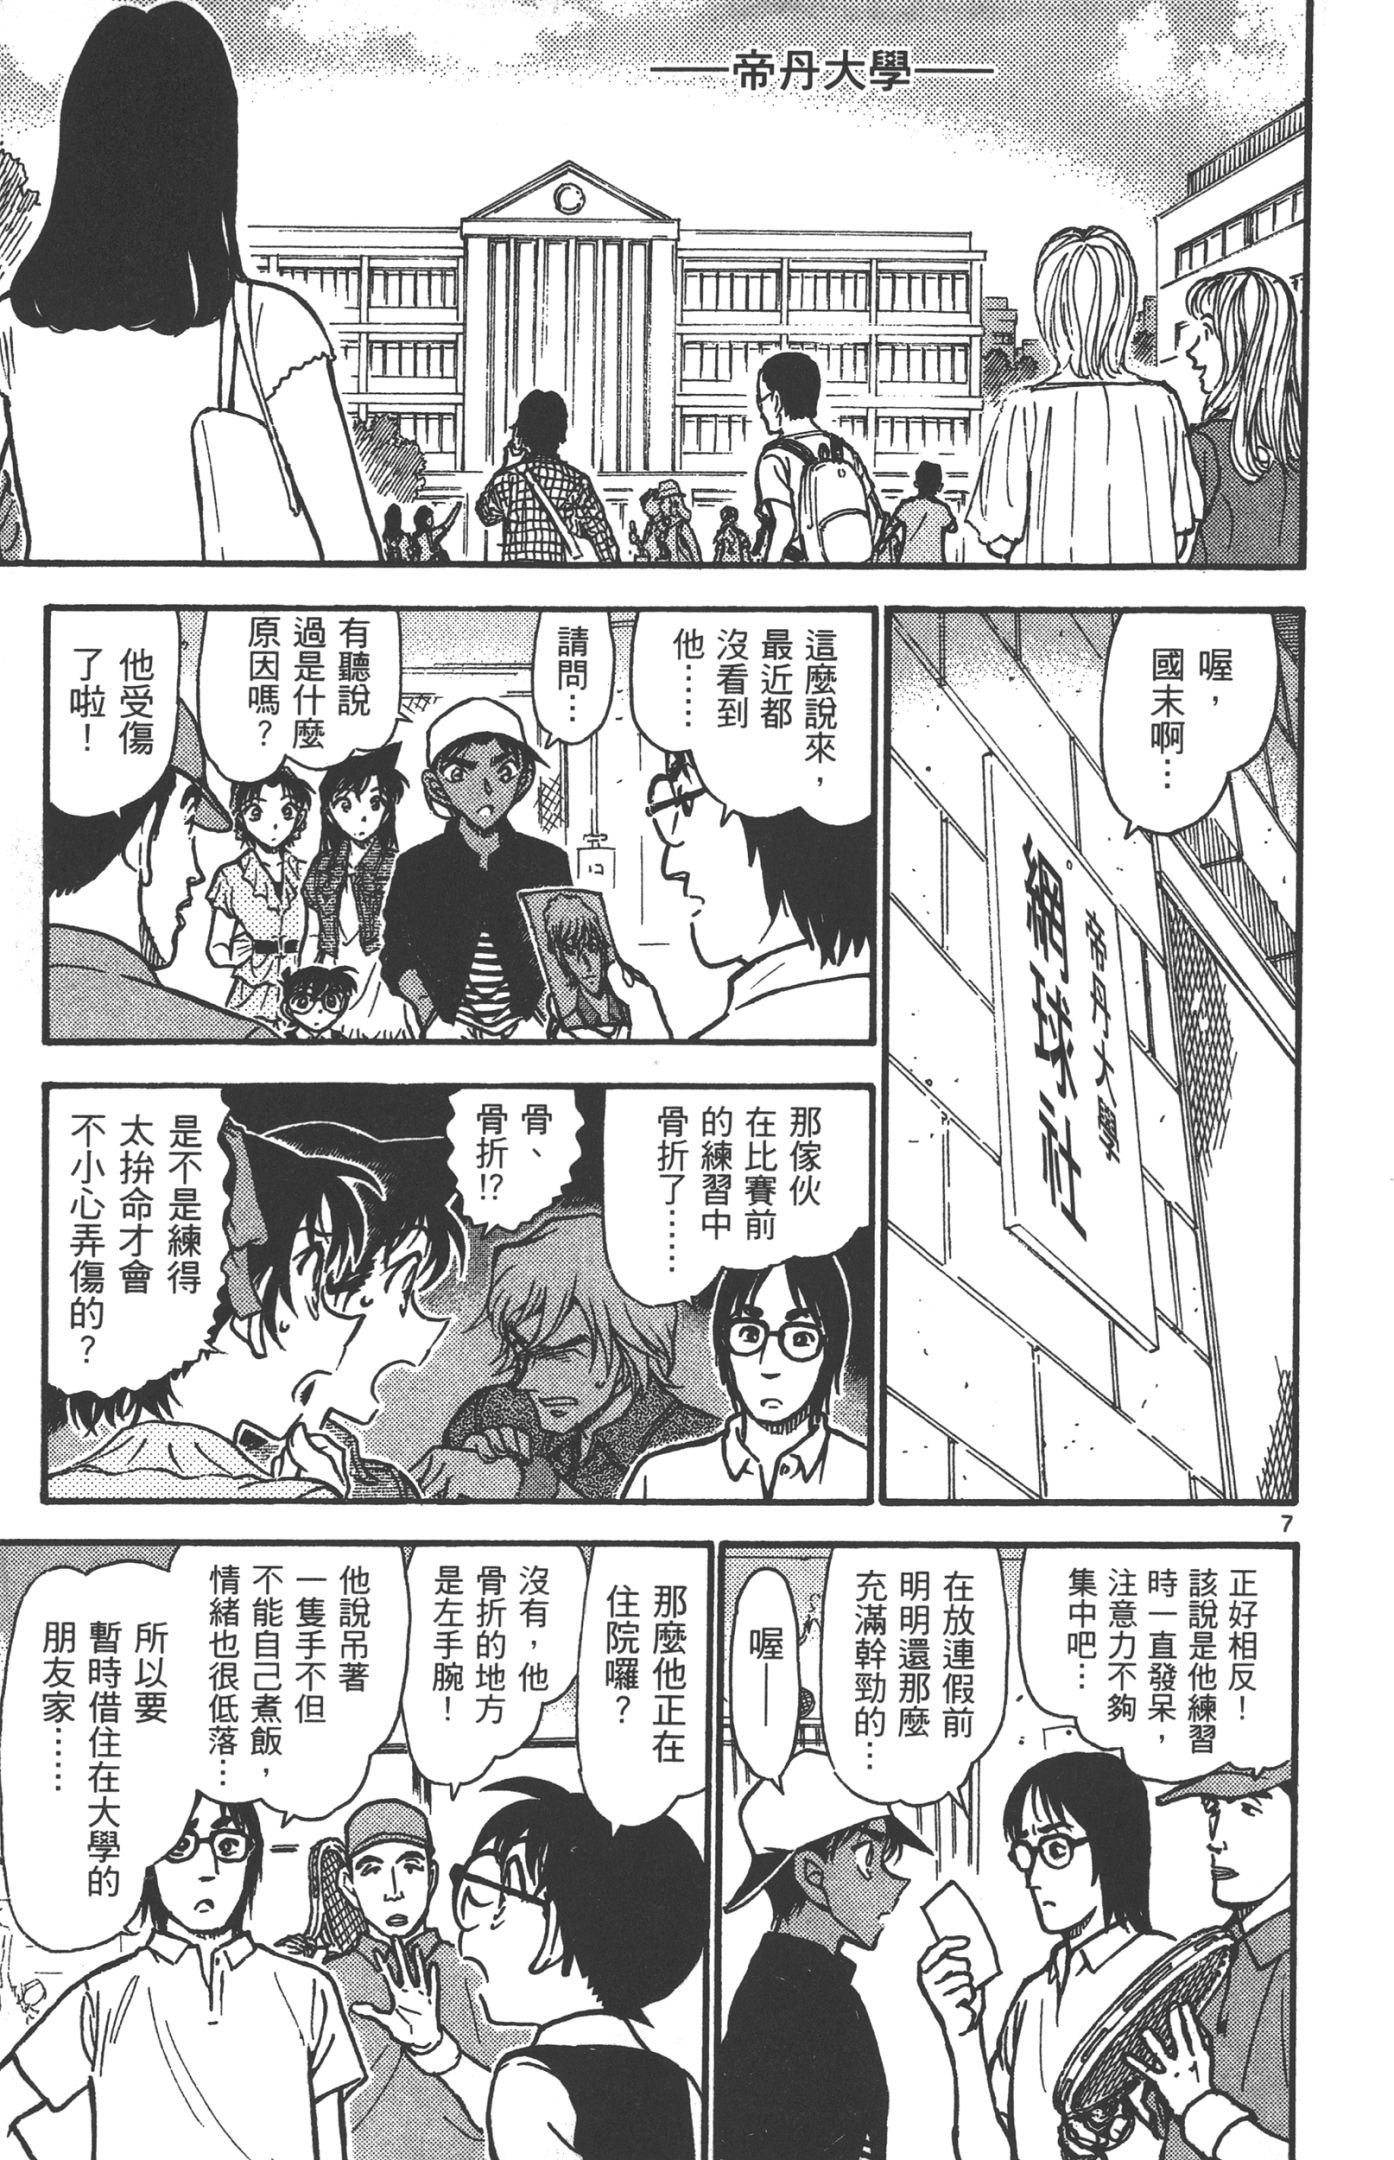 帝丹大學
喔，
國末啊…
帝丹大學
網球社
這麼說來，
最近都
沒看到
他……
請問…
有聽說
過是什麼
原因嗎？
他受傷
了啦！
那傢伙
在比賽前
的練習中
骨折了……
骨、
骨折!?
是不是練得
太拚命才會
不小心弄傷的？
7
正好相反！
該說是他練習
時一直發呆，
注意力不夠
集中吧…
在放連假前
明明還那麼
充滿幹勁的…
喔—
那麼他正在
住院囉？
沒有，他
骨折的地方
是左手腕！
他說吊著
一隻手不但
不能自己煮飯，
情緒也很低落…
所以要
暫時借住在大學的
朋友家……